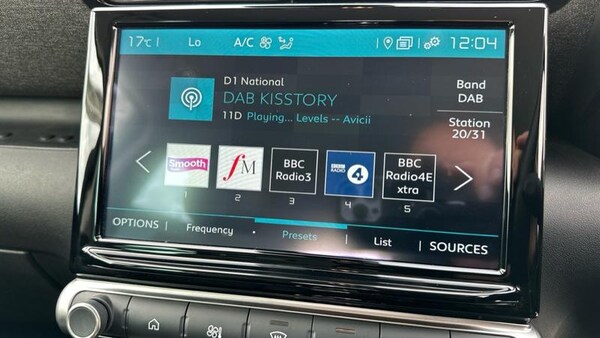 17°C
Lo
A/C
12:04
D1 National
DAB KISSTORY
11D Playing... Levels -- Avicii
Band
DAB
Station
20/31
Smooth
fM
BBC
Radio3
BBC
RADIO
4
BBC
Radio4E
xtra
1
2
3
4
5
OPTIONS
Frequency
Presets
List
SOURCES